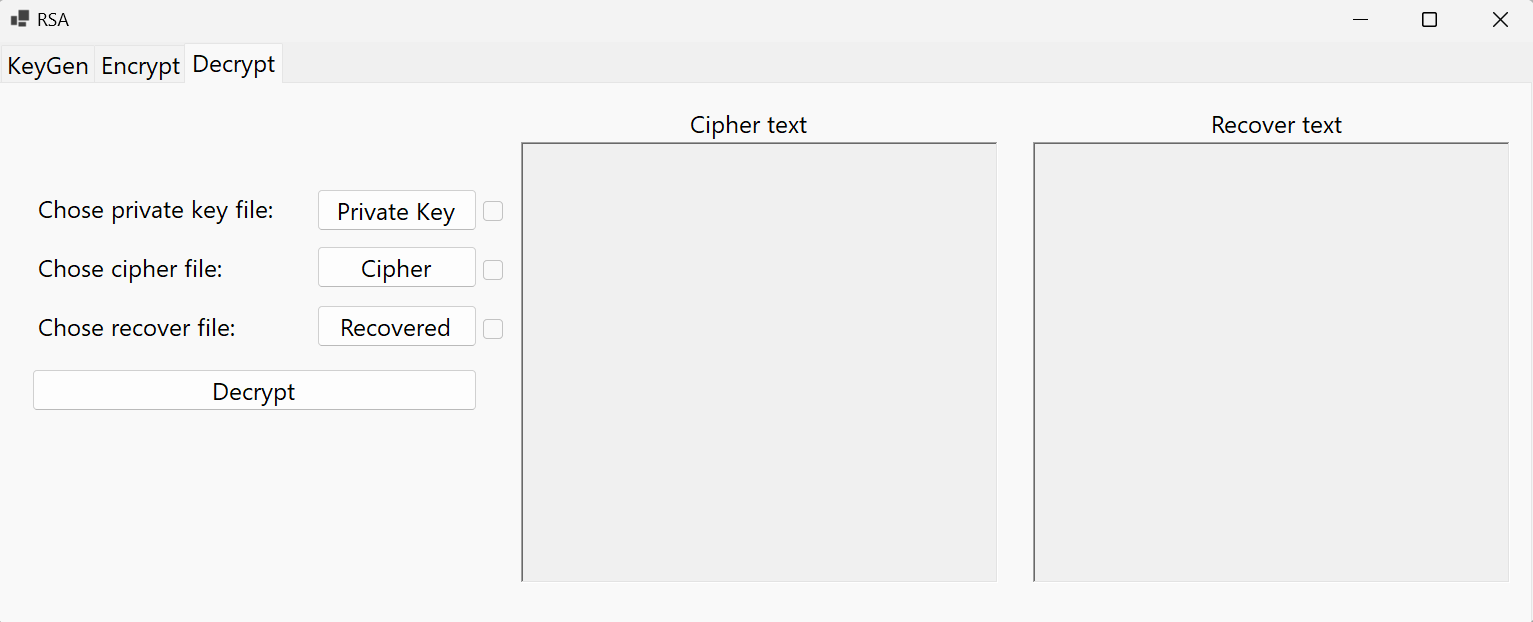 RSA
KeyGen Encrypt Decrypt
Cipher text
Recover text
Chose private key file: Private Key
Chose cipher file: Cipher
Chose recover file: Recovered
Decrypt